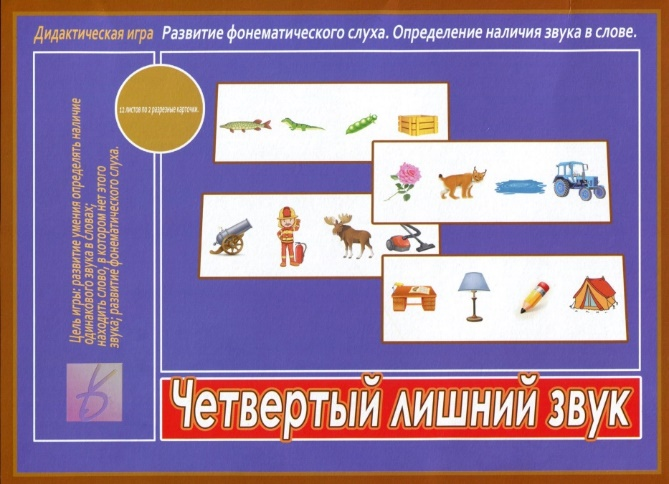 Дидактическая игра
Развитие фонематического слуха. Определение наличия звука в слове.
12 листов по 2 разрезные карточки.
Цель игры: развитие умения определять наличие
одинакового звука в словах;
находить слово, в котором нет этого
звука; развитие фонематического слуха.
Четвертый лишний звук